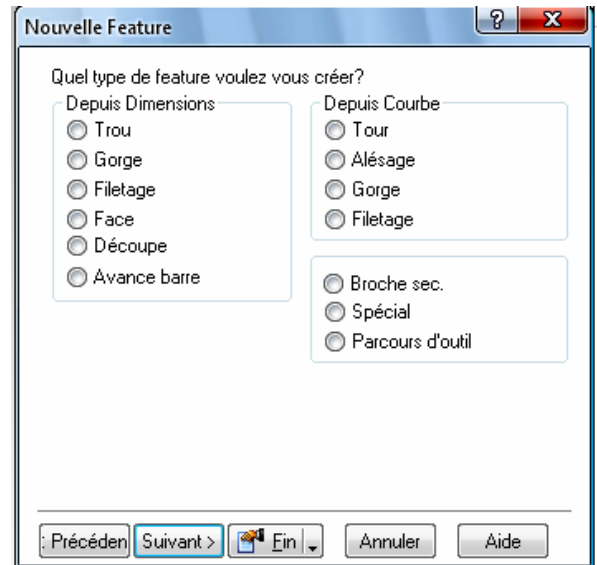 Nouvelle Feature
?
X
Quel type de feature voulez vous créer?
Depuis Dimensions
Trou
Gorge
Filetage
Face
Découpe
Avance barre
Depuis Courbe
Tour
Alésage
Gorge
Filetage
Broche sec.
Spécial
Parcours d'outil
: Précéden
Suivant >
Fin
Annuler
Aide